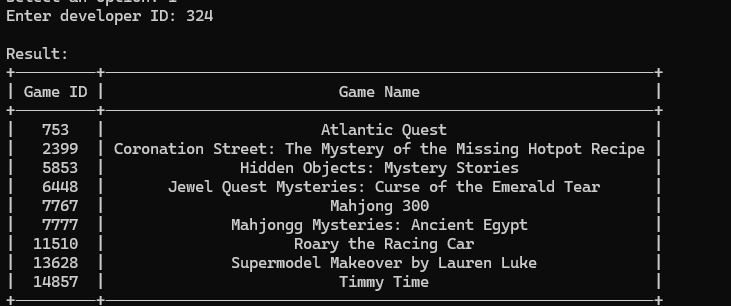 Select an option: 1
Enter developer ID: 324
Result:
Game ID | Game Name
753 | Atlantic Quest
2399 | Coronation Street: The Mystery of the Missing Hotpot Recipe
5853 | Hidden Objects: Mystery Stories
6448 | Jewel Quest Mysteries: Curse of the Emerald Tear
7767 | Mahjong 300
7777 | Mahjongg Mysteries: Ancient Egypt
11510 | Roary the Racing Car
13628 | Supermodel Makeover by Lauren Luke
14857 | Timmy Time